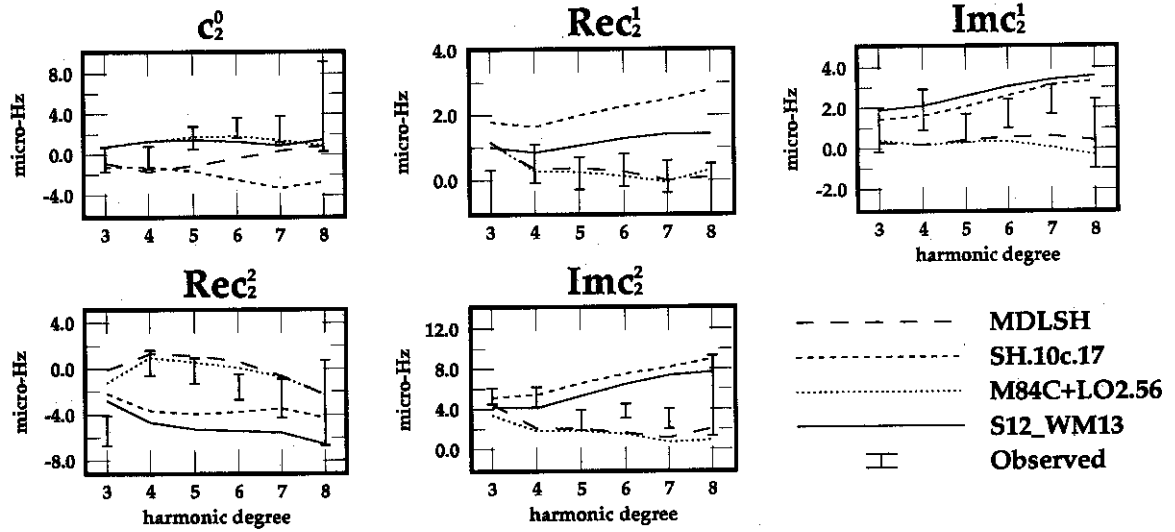 c₂⁰
Rec₂¹
Imc₂¹
micro-Hz
8.0
4.0
0.0
-4.0
3 4 5 6 7 8
micro-Hz
4.0
2.0
0.0
3 4 5 6 7 8
micro-Hz
4.0
2.0
0.0
-2.0
3 4 5 6 7 8
harmonic degree
Rec₂²
Imc₂²
micro-Hz
4.0
0.0
-4.0
-8.0
3 4 5 6 7 8
harmonic degree
micro-Hz
12.0
8.0
4.0
0.0
3 4 5 6 7 8
harmonic degree
MDLSH
SH.10c.17
M84C+LO2.56
S12_WM13
Observed